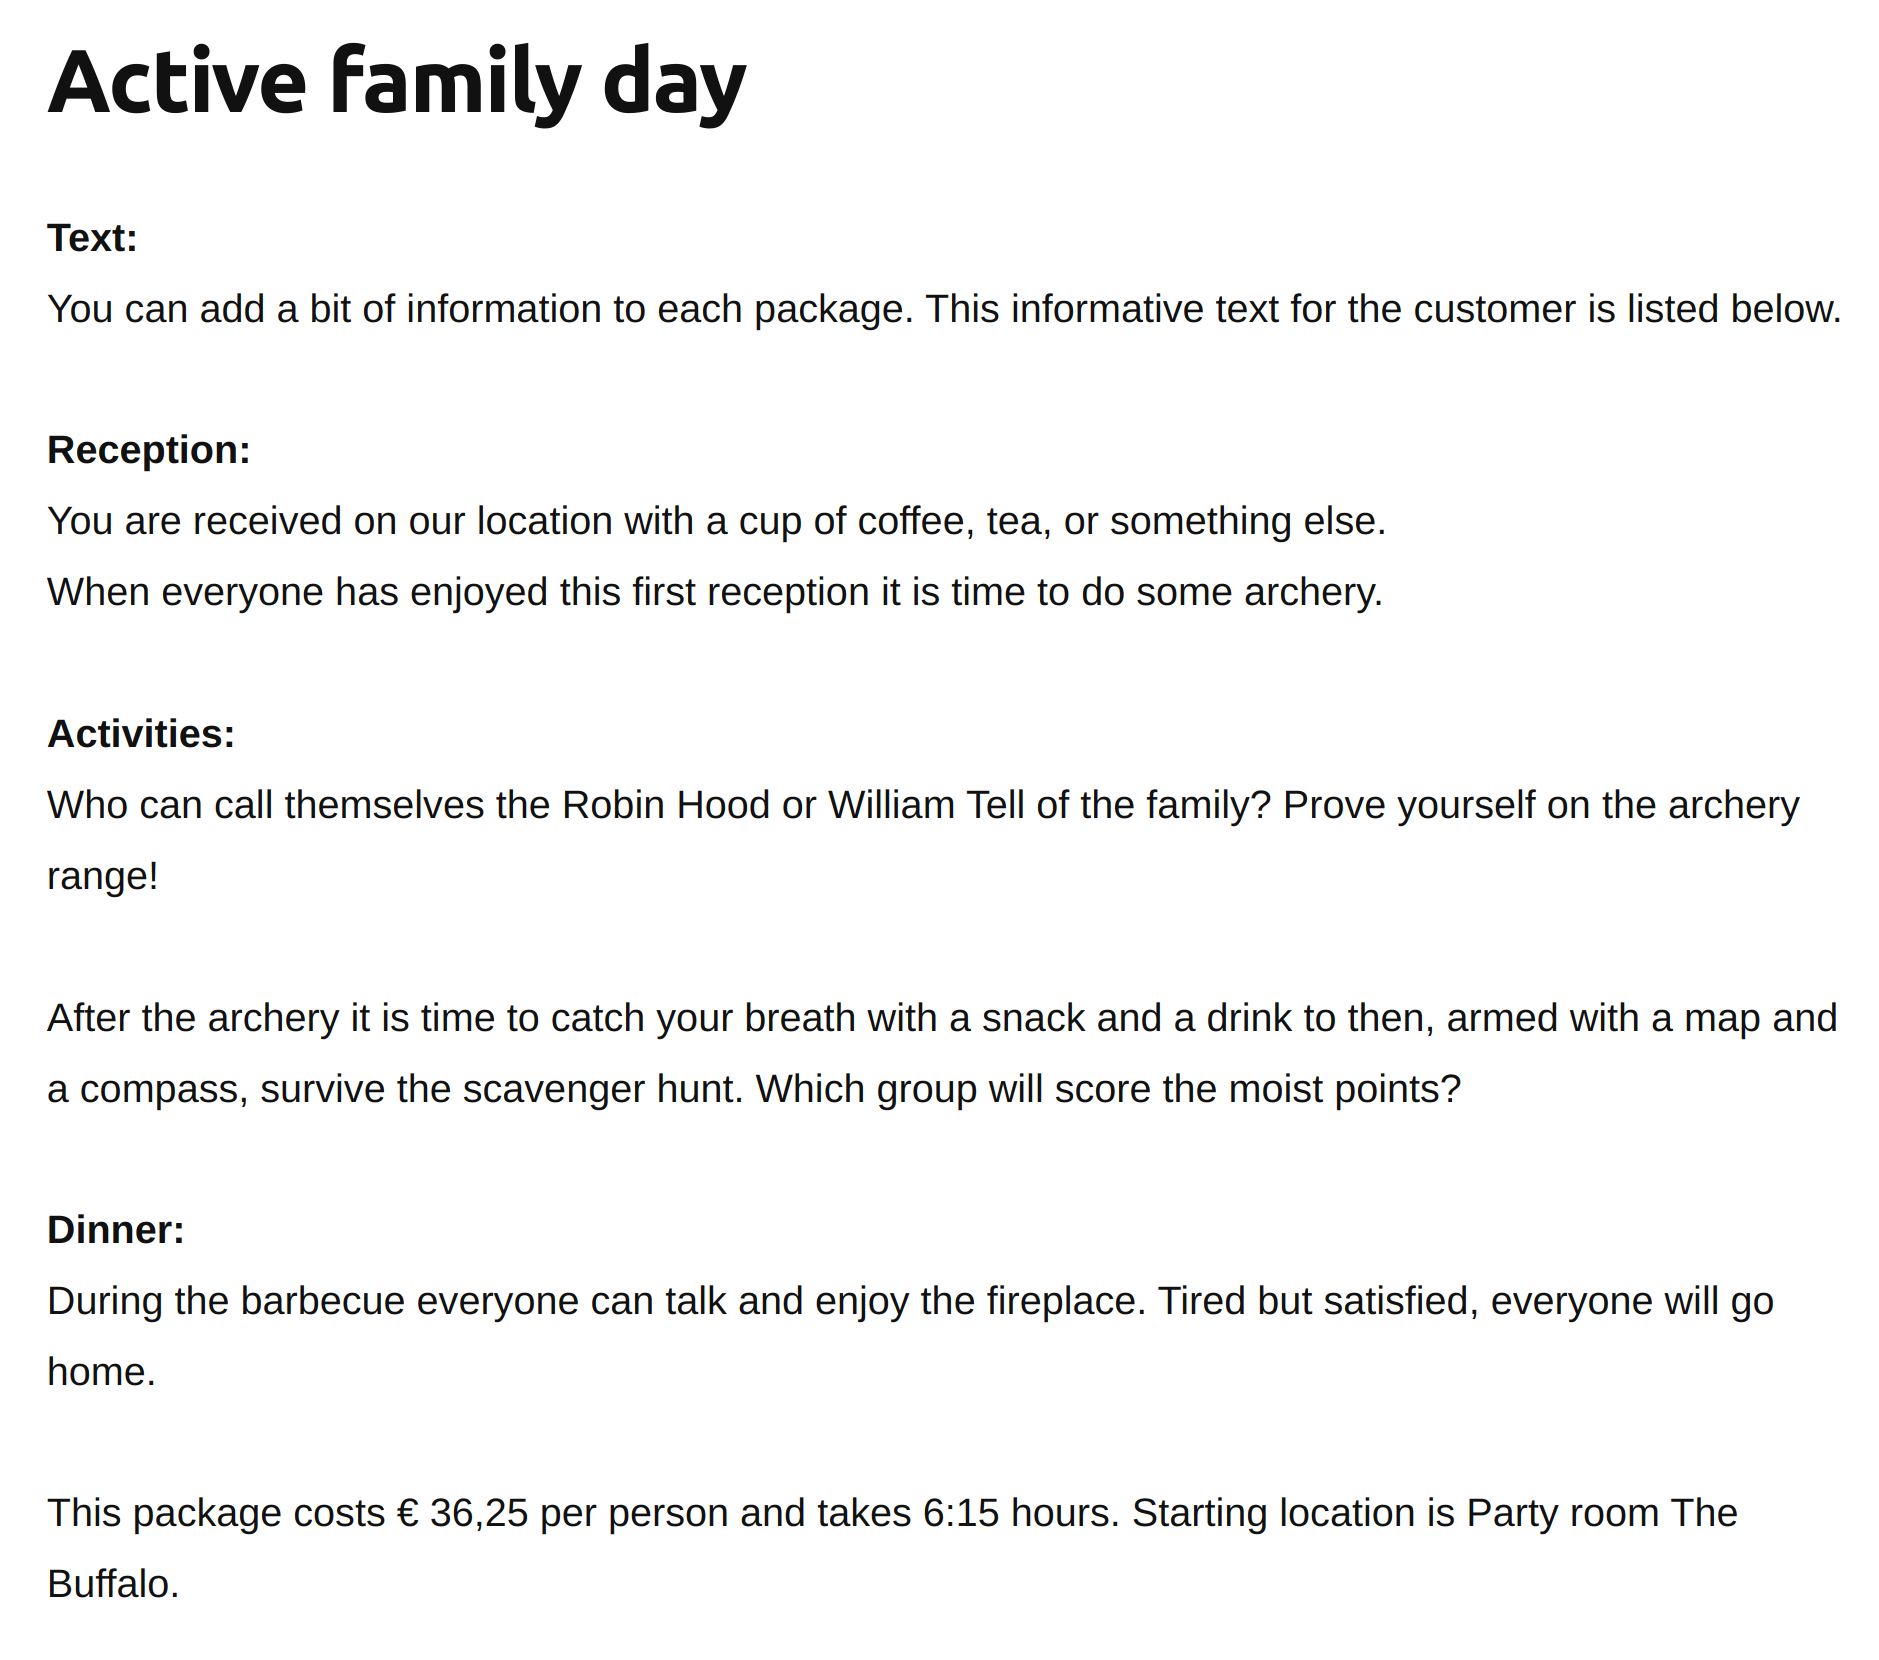 Active family day
Text:
You can add a bit of information to each package. This informative text for the customer is listed below.
Reception:
You are received on our location with a cup of coffee, tea, or something else.
When everyone has enjoyed this first reception it is time to do some archery.
Activities:
Who can call themselves the Robin Hood or William Tell of the family? Prove yourself on the archery
range!
After the archery it is time to catch your breath with a snack and a drink to then, armed with a map and
a compass, survive the scavenger hunt. Which group will score the moist points?
Dinner:
During the barbecue everyone can talk and enjoy the fireplace. Tired but satisfied, everyone will go
home.
This package costs € 36,25 per person and takes 6:15 hours. Starting location is Party room The
Buffalo.